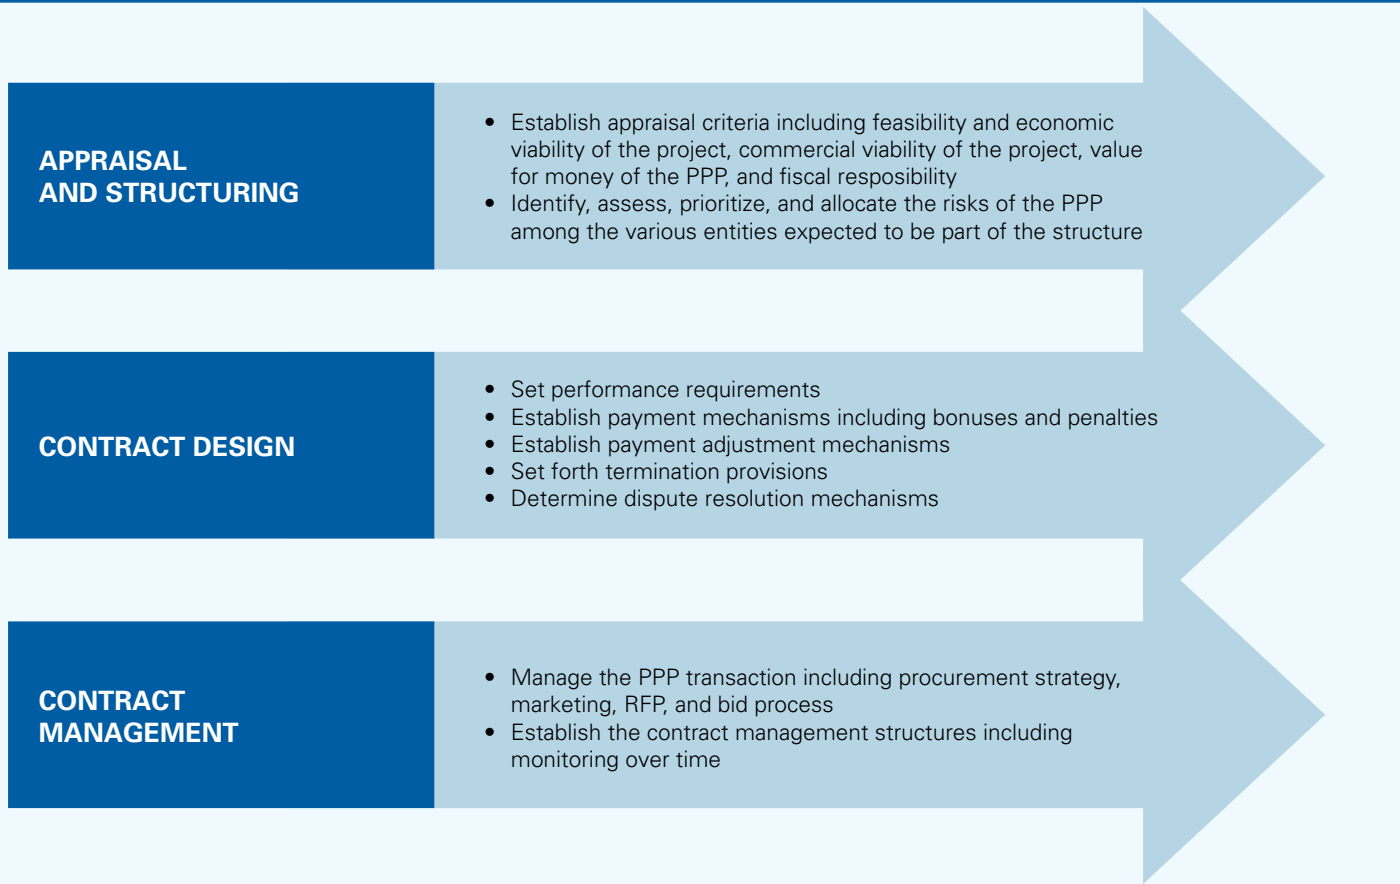 APPRAISAL
AND STRUCTURING
• Establish appraisal criteria including feasibility and economic
viability of the project, commercial viability of the project, value
for money of the PPP, and fiscal resposibility
• Identify, assess, prioritize, and allocate the risks of the PPP
among the various entities expected to be part of the structure
CONTRACT DESIGN
• Set performance requirements
• Establish payment mechanisms including bonuses and penalties
• Establish payment adjustment mechanisms
• Set forth termination provisions
• Determine dispute resolution mechanisms
CONTRACT
MANAGEMENT
• Manage the PPP transaction including procurement strategy,
marketing, RFP, and bid process
• Establish the contract management structures including
monitoring over time